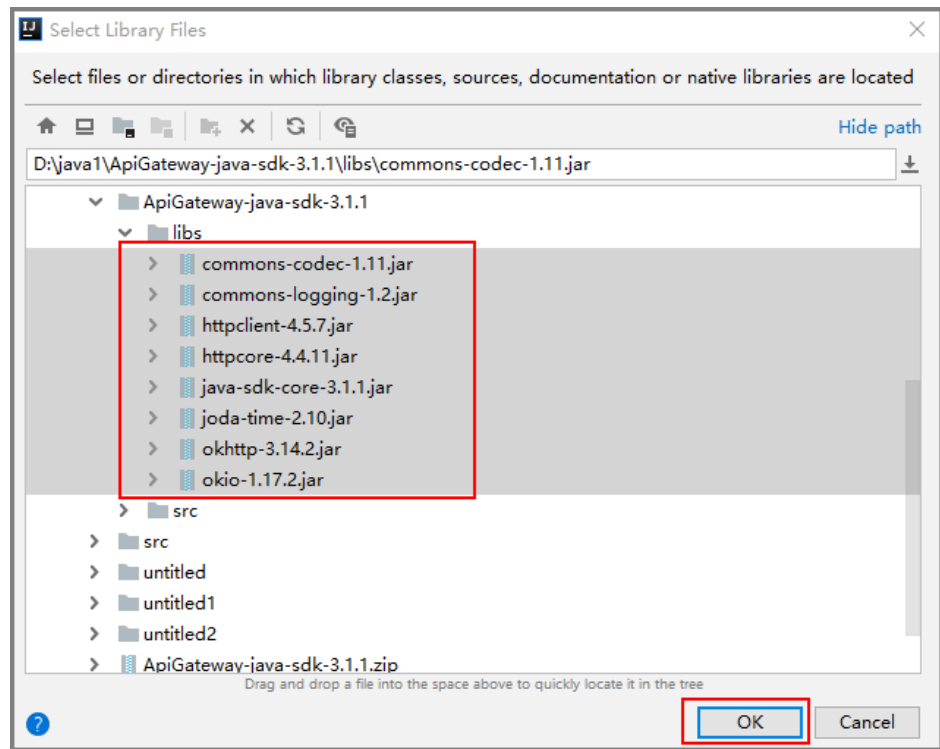 IJ
Select Library Files
Select files or directories in which library classes, sources, documentation or native libraries are located
Hide path
D:\java1\ApiGateway-java-sdk-3.1.1\libs\commons-codec-1.11.jar
ApiGateway-java-sdk-3.1.1
libs
commons-codec-1.11.jar
commons-logging-1.2.jar
httpclient-4.5.7.jar
httpcore-4.4.11.jar
java-sdk-core-3.1.1.jar
joda-time-2.10.jar
okhttp-3.14.2.jar
okio-1.17.2.jar
src
src
untitled
untitled1
untitled2
ApiGateway-java-sdk-3.1.1.zip
Drag and drop a file into the space above to quickly locate it in the tree
? OK Cancel